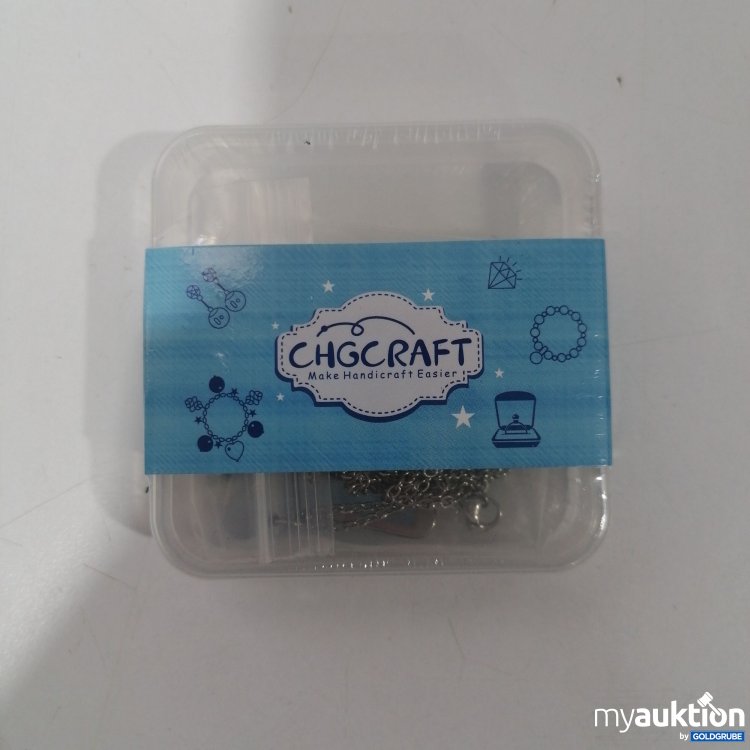 CHGCRAFT
Make Handicraft Easier
myauktion
by GOLDGRUBE